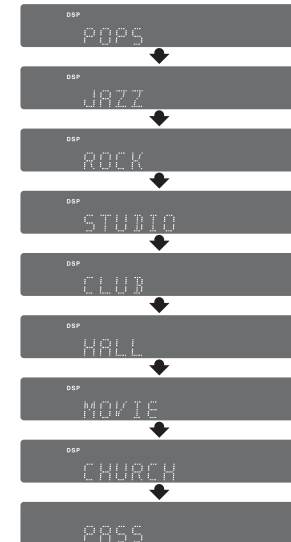 DSP
POPS
DSP
JAZZ
DSP
ROCK
DSP
STUDIO
DSP
CLUB
DSP
HALL
DSP
MOVIE
DSP
CHURCH
PASS